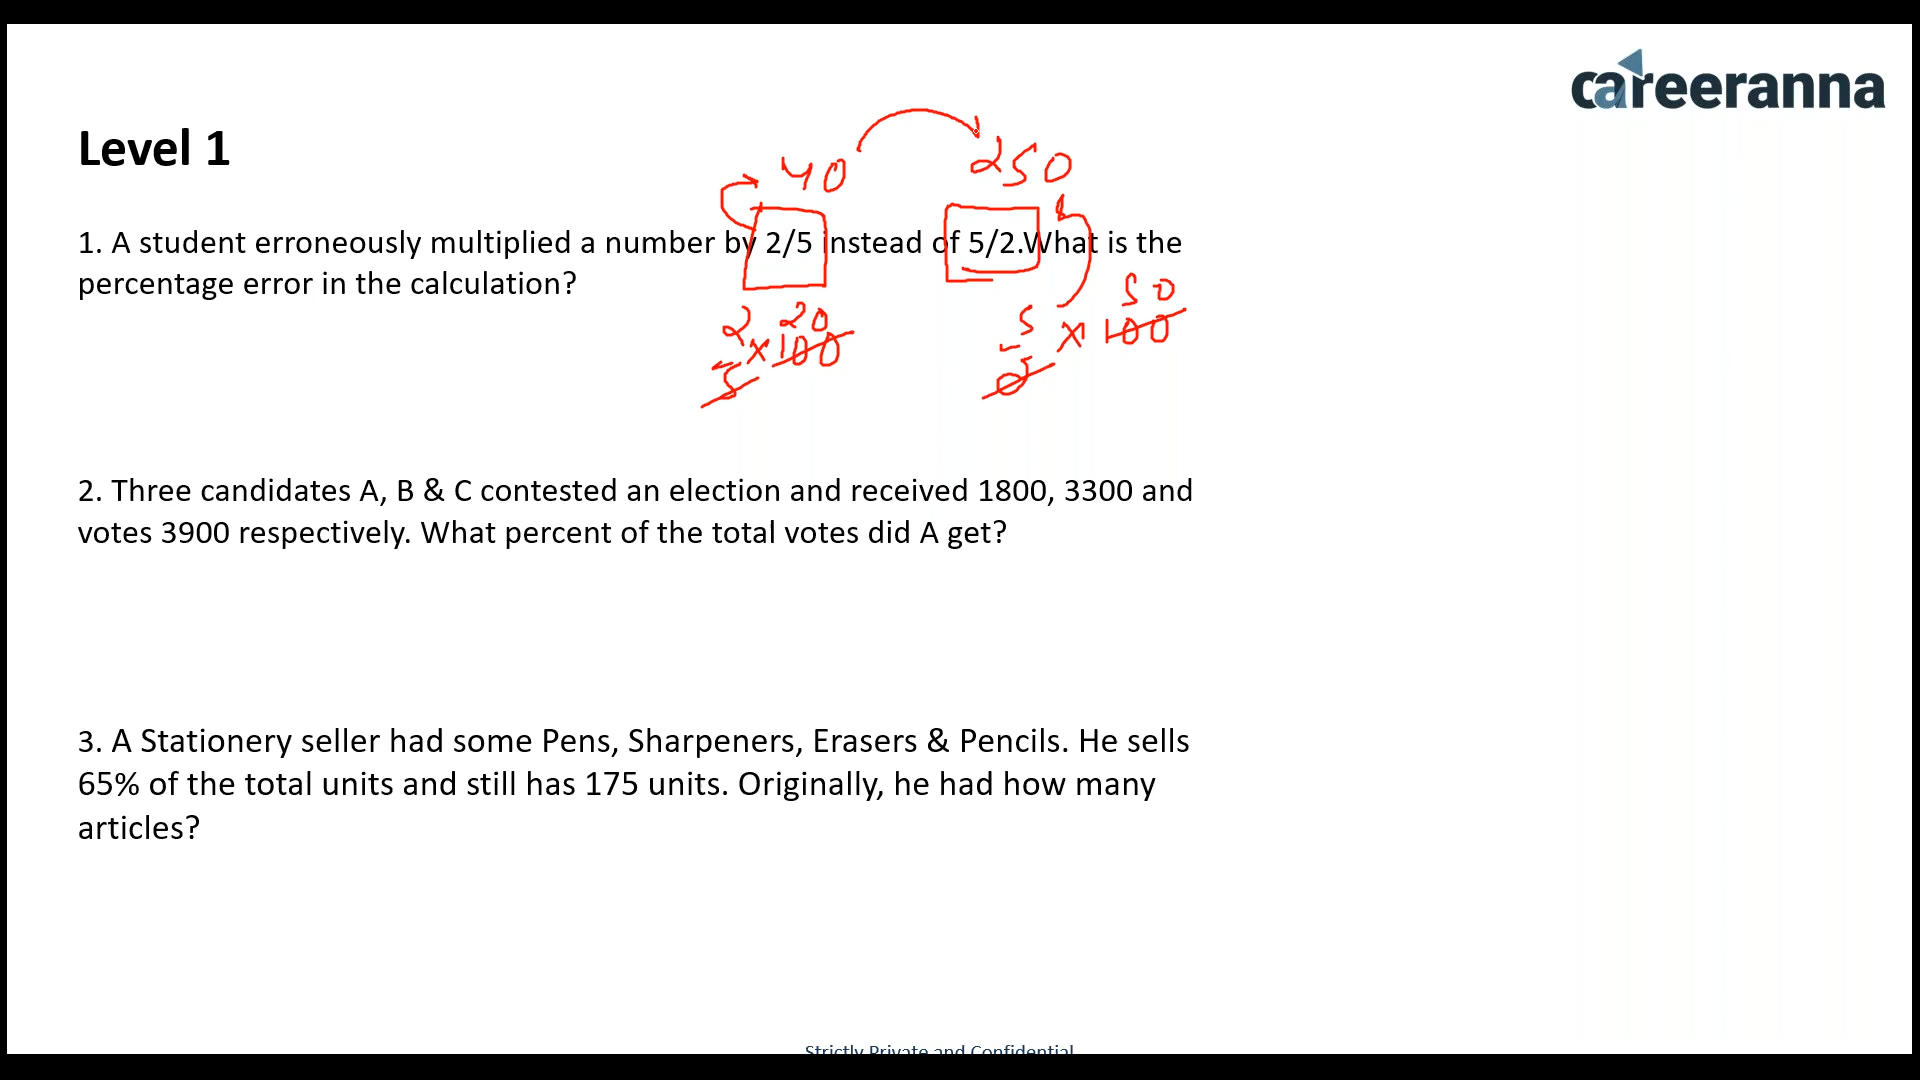 careeranna
Level 1
40 250
1. A student erroneously multiplied a number by 2/5 instead of 5/2.What is the
percentage error in the calculation?
2 20 5 50
5 x 100 x 100
2. Three candidates A, B & C contested an election and received 1800, 3300 and
votes 3900 respectively. What percent of the total votes did A get?
3. A Stationery seller had some Pens, Sharpeners, Erasers & Pencils. He sells
65% of the total units and still has 175 units. Originally, he had how many
articles?
Strictly Private and Confidential